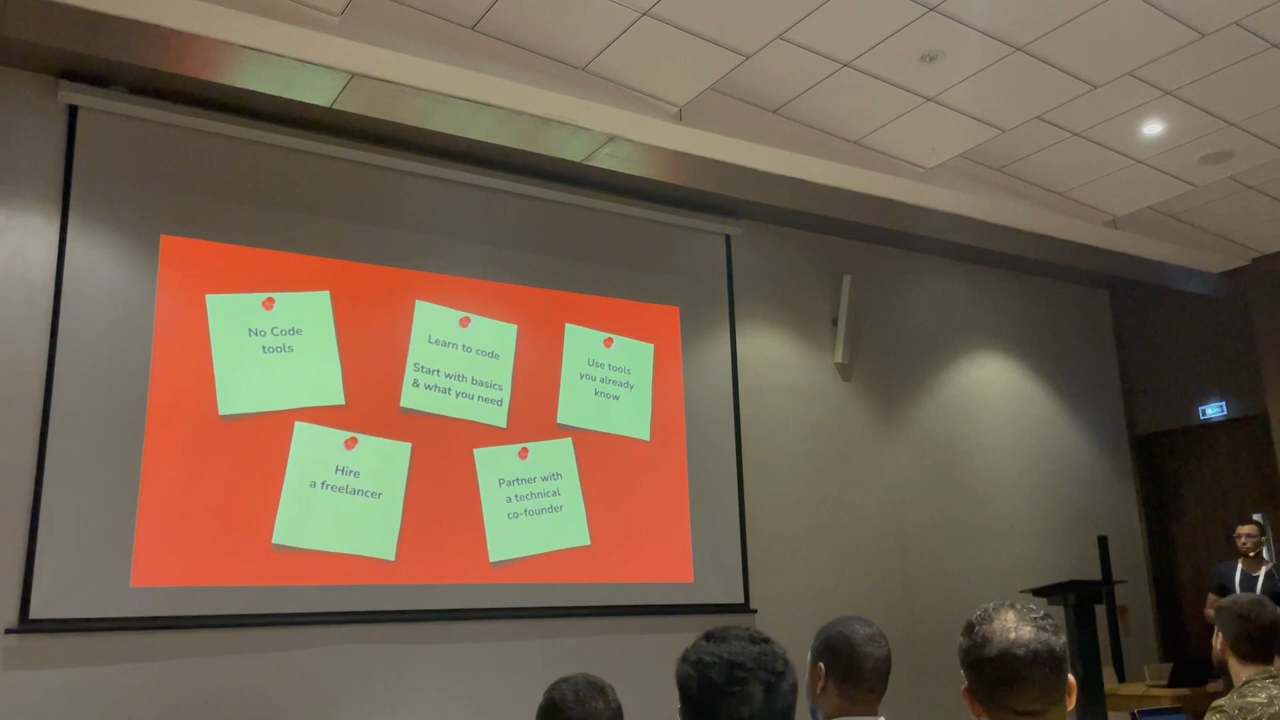 No Code
tools
Learn to code
Start with basics
& what you need
Use tools
you already
know
Hire
a freelancer
Partner with
a technical
co-founder